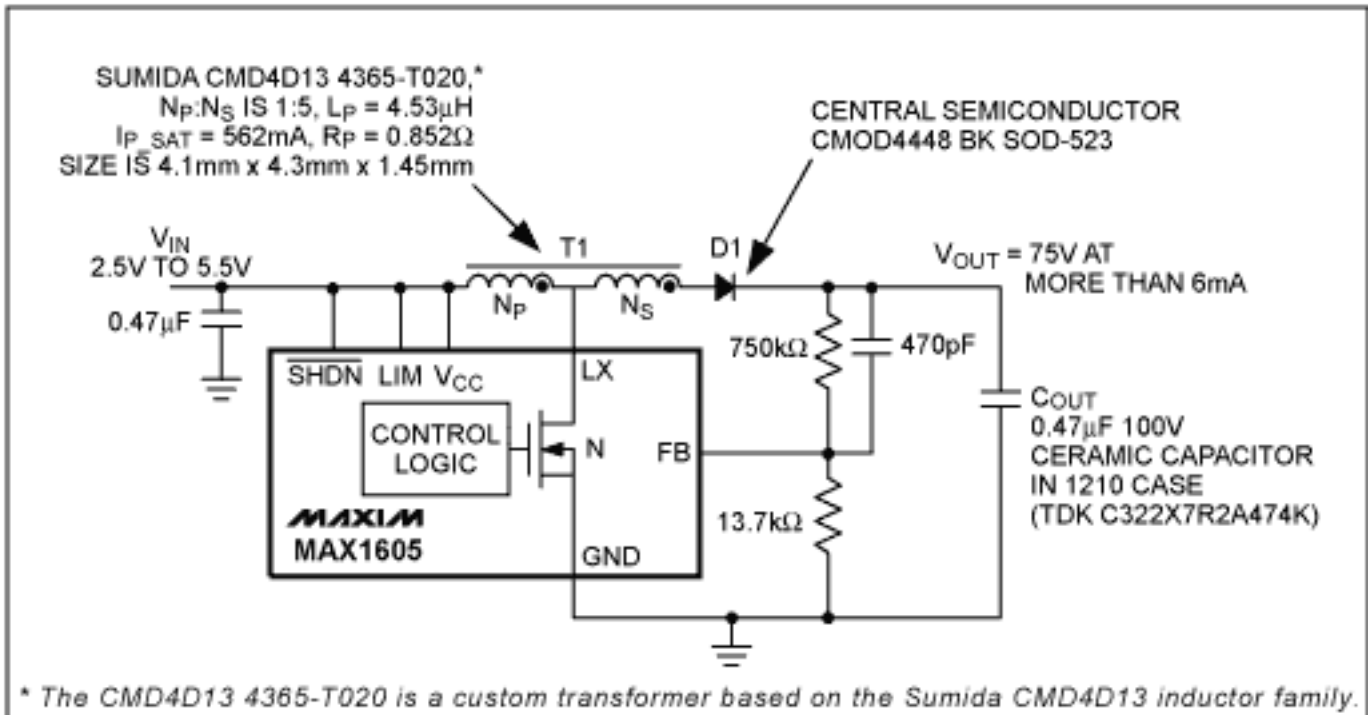 SUMIDA CMD4D13 4365-T020,*
NP:NS IS 1:5, LP = 4.53µH
IP_SAT = 562mA, RP = 0.852Ω
SIZE IS 4.1mm x 4.3mm x 1.45mm
CENTRAL SEMICONDUCTOR
CMOD4448 BK SOD-523
VIN
2.5V TO 5.5V
T1
D1
VOUT = 75V AT
MORE THAN 6mA
NP
NS
0.47µF
750kΩ
470pF
SHDN
LIM
VCC
LX
CONTROL
LOGIC
N
FB
COUT
0.47µF 100V
CERAMIC CAPACITOR
IN 1210 CASE
(TDK C322X7R2A474K)
13.7kΩ
MAXIM
MAX1605
GND
* The CMD4D13 4365-T020 is a custom transformer based on the Sumida CMD4D13 inductor family.